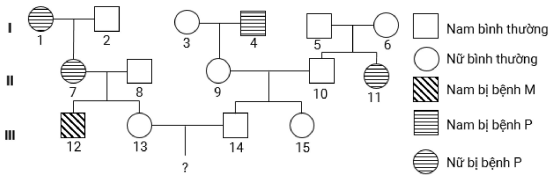 I
1
2
3
4
5
6
Nam bình thường
II
7
8
9
10
11
Nữ bình thường
Nam bị bệnh M
III
12
13
14
15
Nam bị bệnh P
?
Nữ bị bệnh P